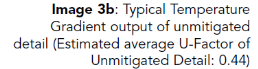 Image 3b: Typical Temperature
Gradient output of unmitigated
detail (Estimated average U-Factor of
Unmitigated Detail: 0.44)